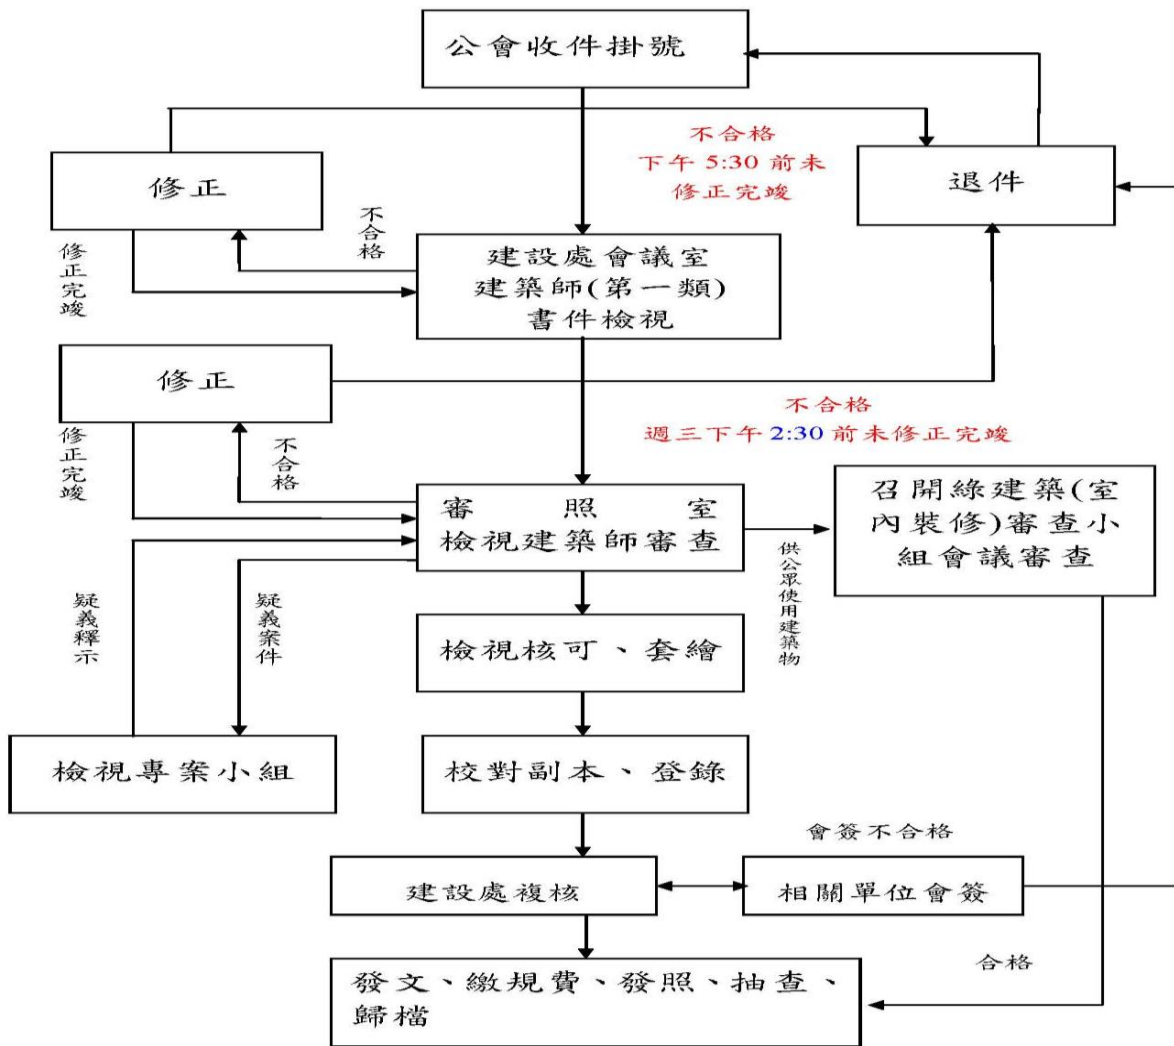 公會收件掛號
不合格
下午 5:30 前未
修正完竣
修正
退件
不合格
修正完竣
建設處會議室
建築師(第一類)
書件檢視
修正
不合格
週三下午 2:30 前未修正完竣
修正完竣
不合格
審照室
檢視建築師審查
供公眾使用建築物
召開綠建築(室
內裝修)審查小
組會議審查
疑義釋示
疑義案件
檢視核可、套繪
檢視專案小組
校對副本、登錄
會簽不合格
建設處複核
相關單位會簽
合格
發文、繳規費、發照、抽查、
歸檔